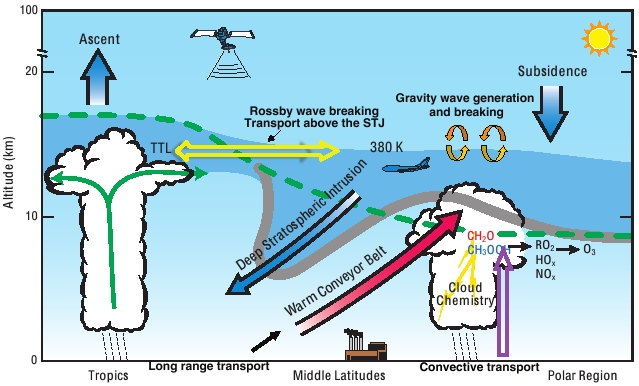 100
Ascent
20
Subsidence
Rossby wave breaking
Transport above the STJ
Gravity wave generation
and breaking
TTL
380 K
Altitude (km)
10
Deep Stratospheric Intrusion
Warm Conveyor Belt
CH₂O
CH₃OOH
RO₂
O₃
HOₓ
NOₓ
Cloud
Chemistry
0
Tropics
Long range transport
Middle Latitudes
Convective transport
Polar Region